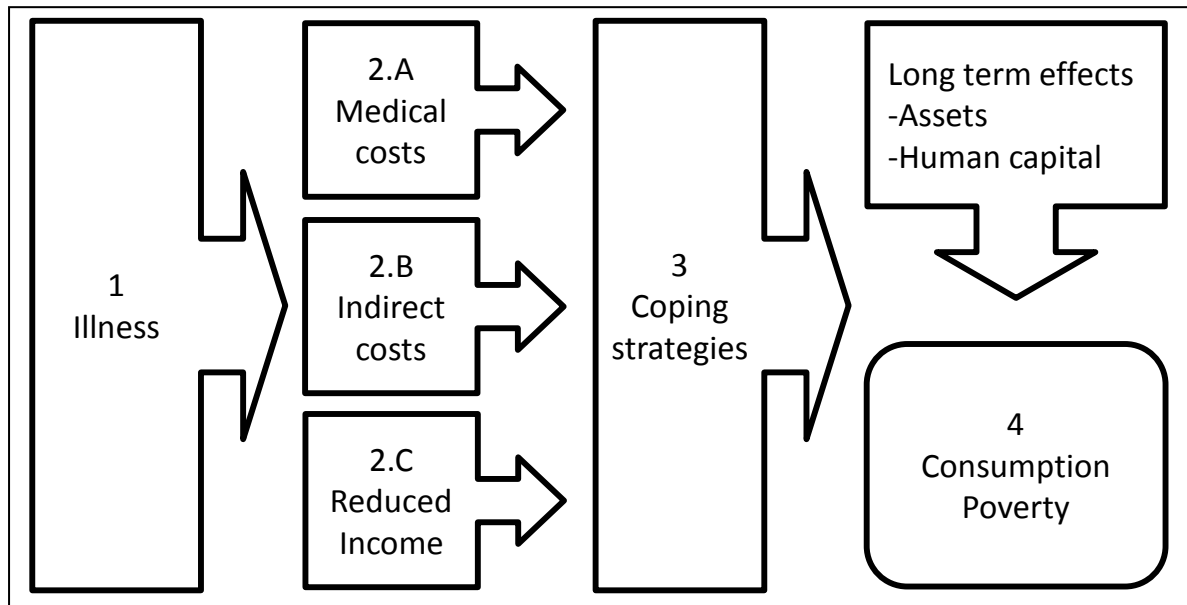 1
Illness
2.A
Medical
costs
2.B
Indirect
costs
2.C
Reduced
Income
3
Coping
strategies
Long term effects
-Assets
-Human capital
4
Consumption
Poverty